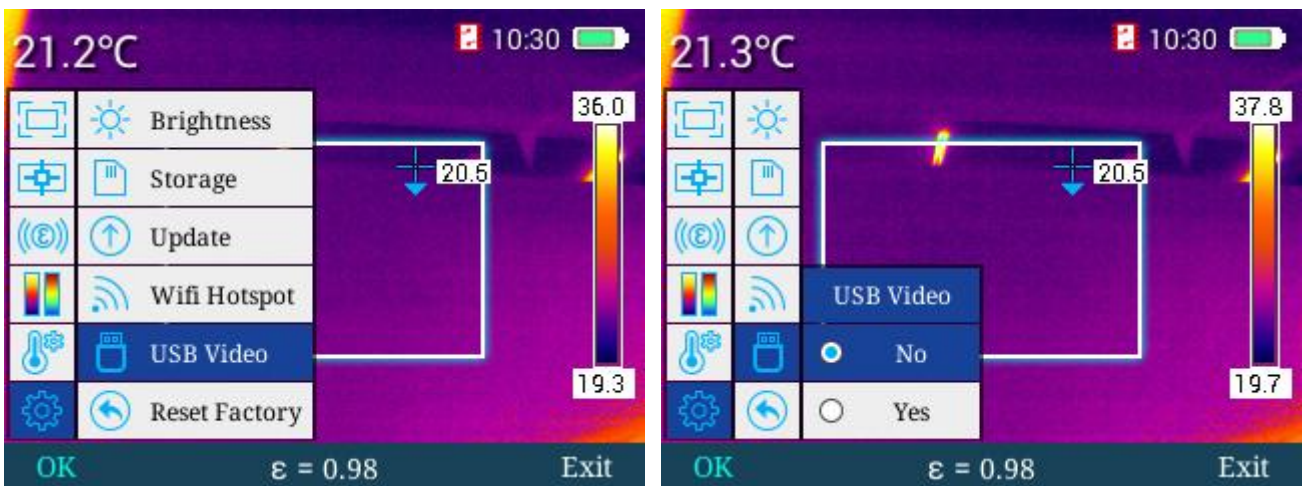 21.2°C
10:30
36.0
Brightness
Storage
20.5
Update
((ε))
Wifi Hotspot
USB Video
19.3
Reset Factory
OK
ε = 0.98
Exit
21.3°C
10:30
37.8
20.5
((ε))
USB Video
No
19.7
Yes
OK
ε = 0.98
Exit